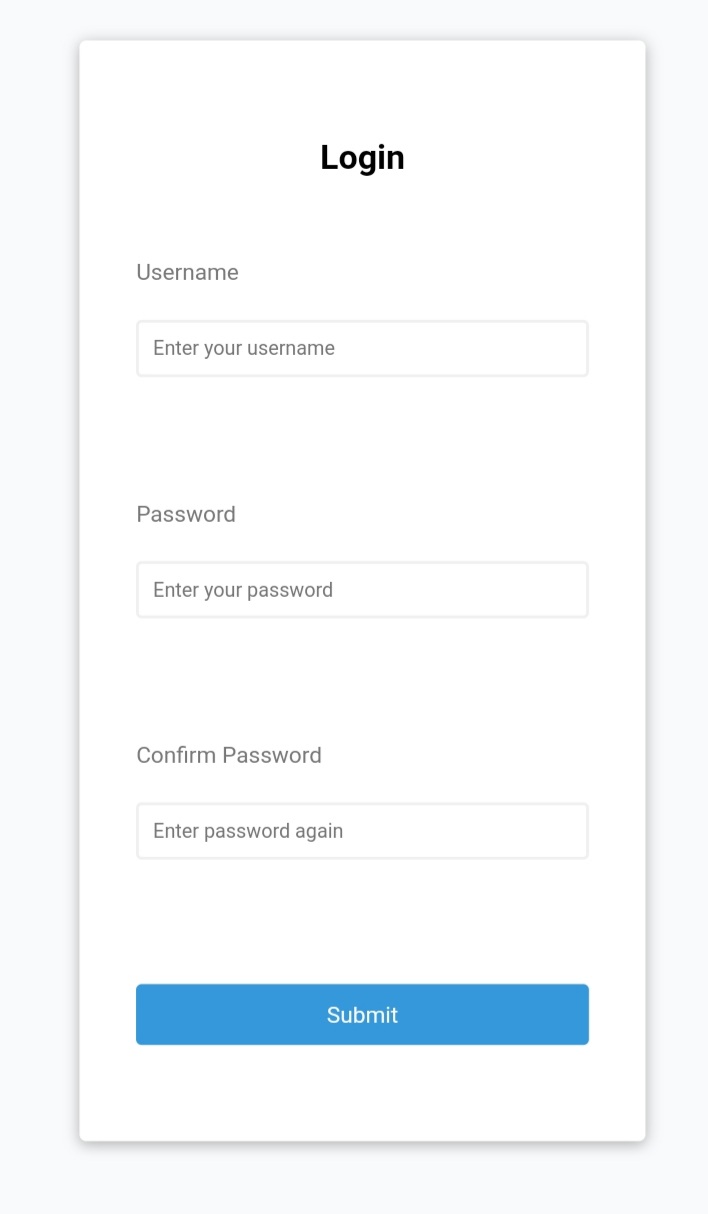 Login
Username
Enter your username
Password
Enter your password
Confirm Password
Enter password again
Submit